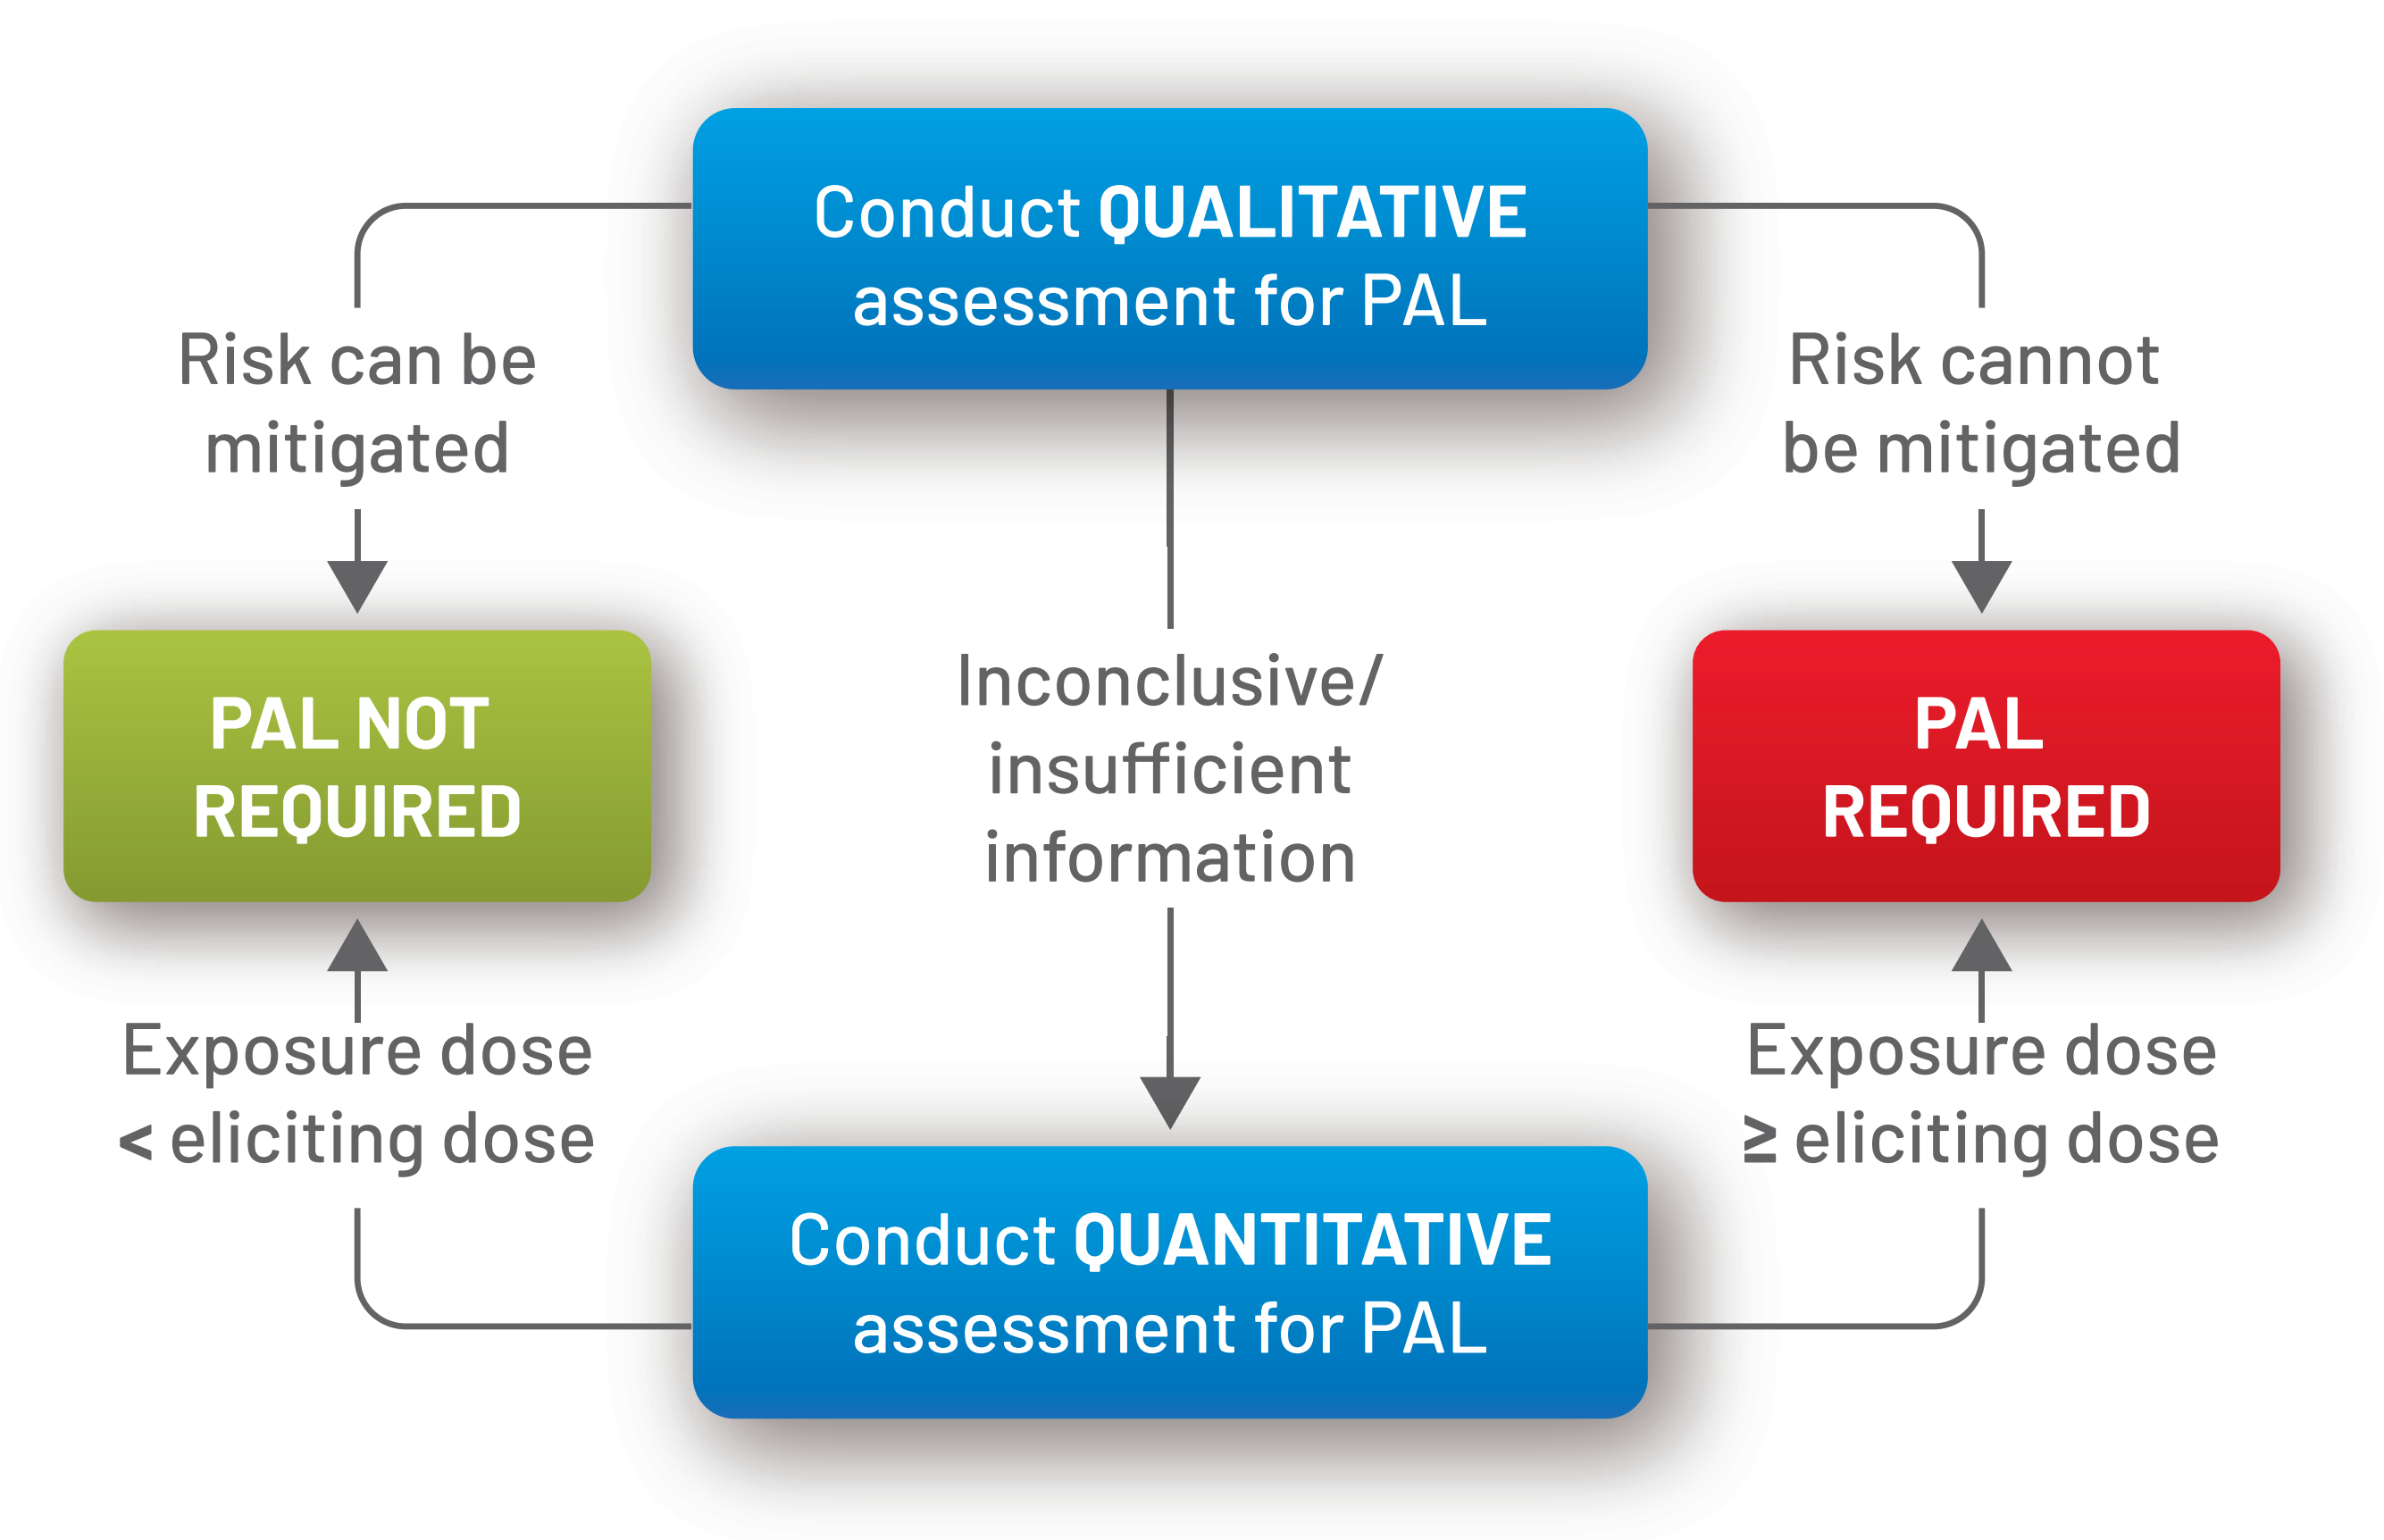 Conduct QUALITATIVE
assessment for PAL
Risk can be
mitigated
Risk cannot
be mitigated
PAL NOT
REQUIRED
Inconclusive/
insufficient
information
PAL
REQUIRED
Exposure dose
< eliciting dose
Exposure dose
≥ eliciting dose
Conduct QUANTITATIVE
assessment for PAL